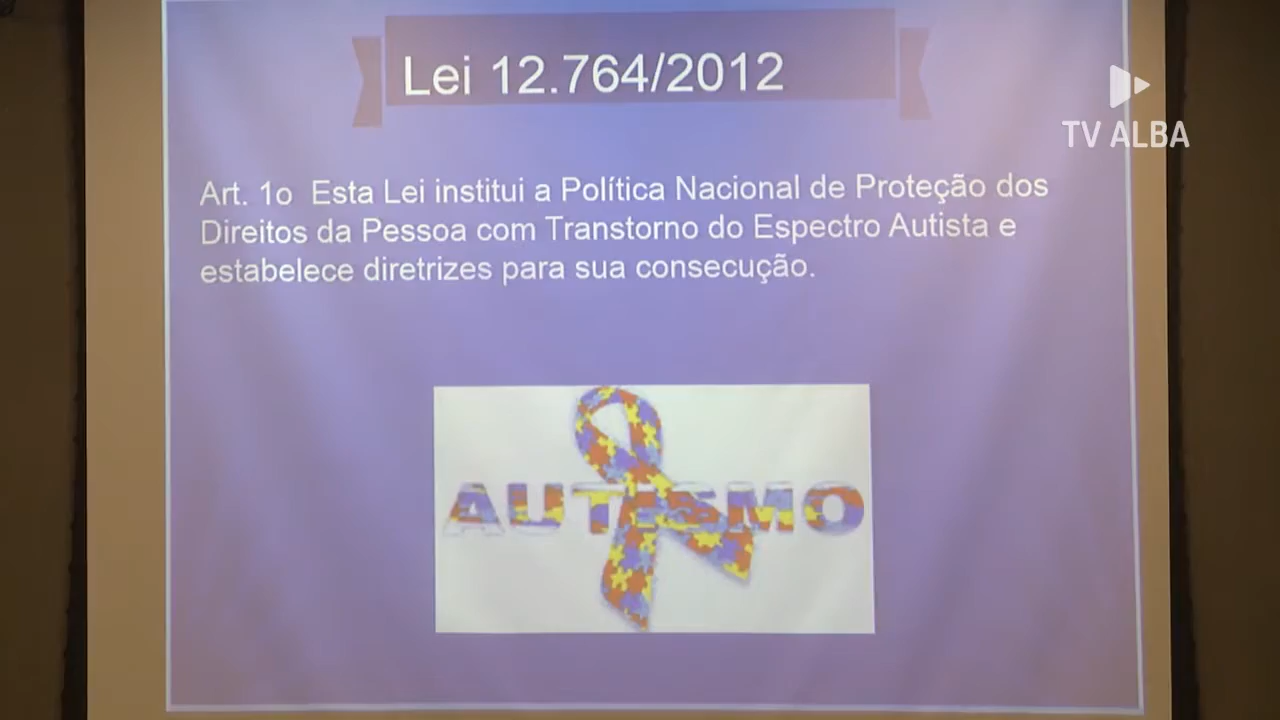 Lei 12.764/2012
TV ALBA
Art. 1o  Esta Lei institui a Política Nacional de Proteção dos
Direitos da Pessoa com Transtorno do Espectro Autista e
estabelece diretrizes para sua consecução.
AUTISMO